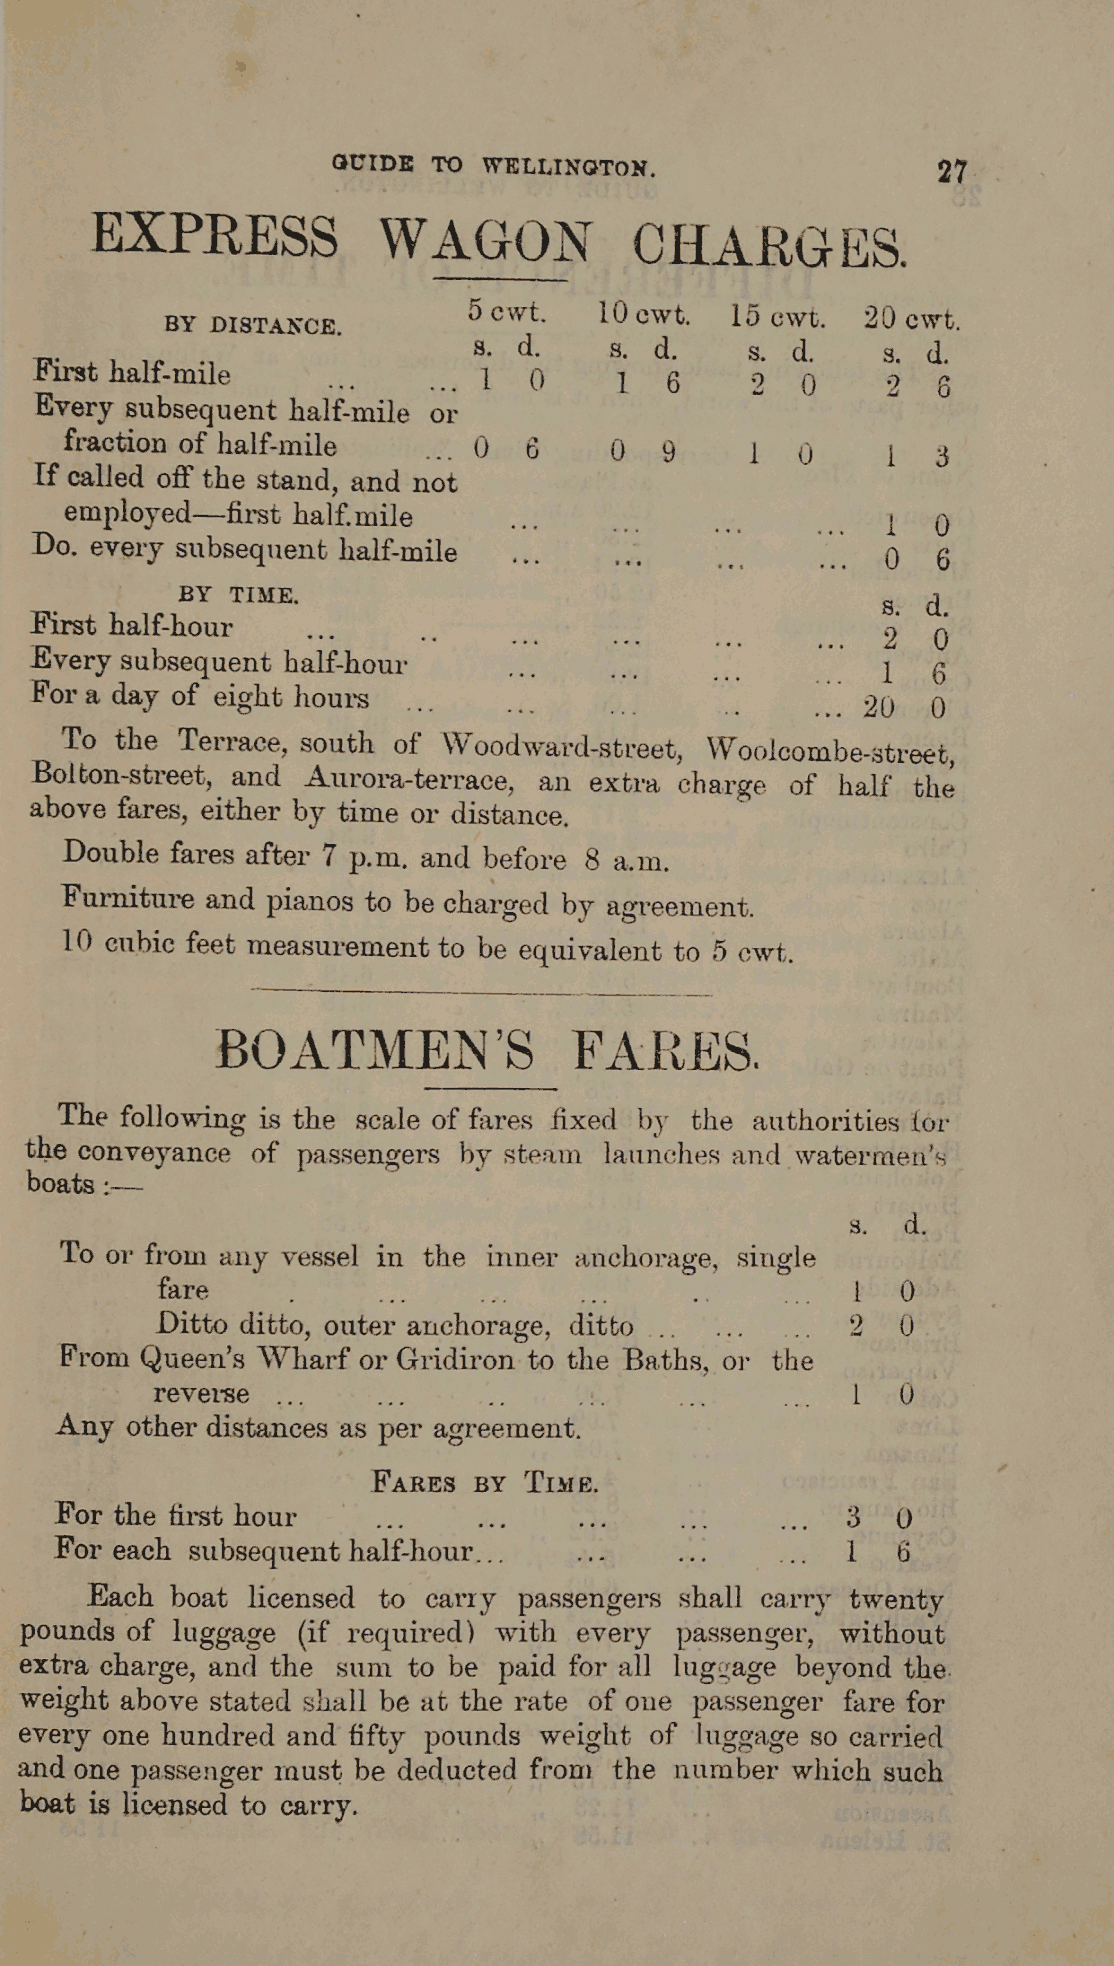 GUIDE TO WELLINGTON. 27
EXPRESS WAGON CHARGES.
BY DISTANCE. 5 cwt. 10 cwt. 15 cwt. 20 cwt.
s. d. s. d. s. d. s. d.
First half-mile ... ... 1 0 1 6 2 0 2 6
Every subsequent half-mile or
fraction of half-mile ... 0 6 0 9 1 0 1 3
If called off the stand, and not
employed—first half.mile ... ... ... ... 1 0
Do. every subsequent half-mile ... ... ... ... 0 6
BY TIME. s. d.
First half-hour ... .. ... ... ... ... 2 0
Every subsequent half-hour ... ... ... ... 1 6
For a day of eight hours ... ... ... .. ... 20 0
To the Terrace, south of Woodward-street, Woolcombe-street,
Bolton-street, and Aurora-terrace, an extra charge of half the
above fares, either by time or distance.
Double fares after 7 p.m. and before 8 a.m.
Furniture and pianos to be charged by agreement.
10 cubic feet measurement to be equivalent to 5 cwt.
BOATMEN'S FARES.
The following is the scale of fares fixed by the authorities for
the conveyance of passengers by steam launches and watermen's
boats :—
s. d.
To or from any vessel in the inner anchorage, single
fare . ... ... ... .. ... 1 0
Ditto ditto, outer anchorage, ditto ... ... ... 2 0
From Queen's Wharf or Gridiron to the Baths, or the
reverse ... ... .. ... ... ... 1 0
Any other distances as per agreement.
FARES BY TIME.
For the first hour ... ... ... ... ... 3 0
For each subsequent half-hour... ... ... ... 1 6
Each boat licensed to carry passengers shall carry twenty
pounds of luggage (if required) with every passenger, without
extra charge, and the sum to be paid for all luggage beyond the
weight above stated shall be at the rate of one passenger fare for
every one hundred and fifty pounds weight of luggage so carried
and one passenger must be deducted from the number which such
boat is licensed to carry.